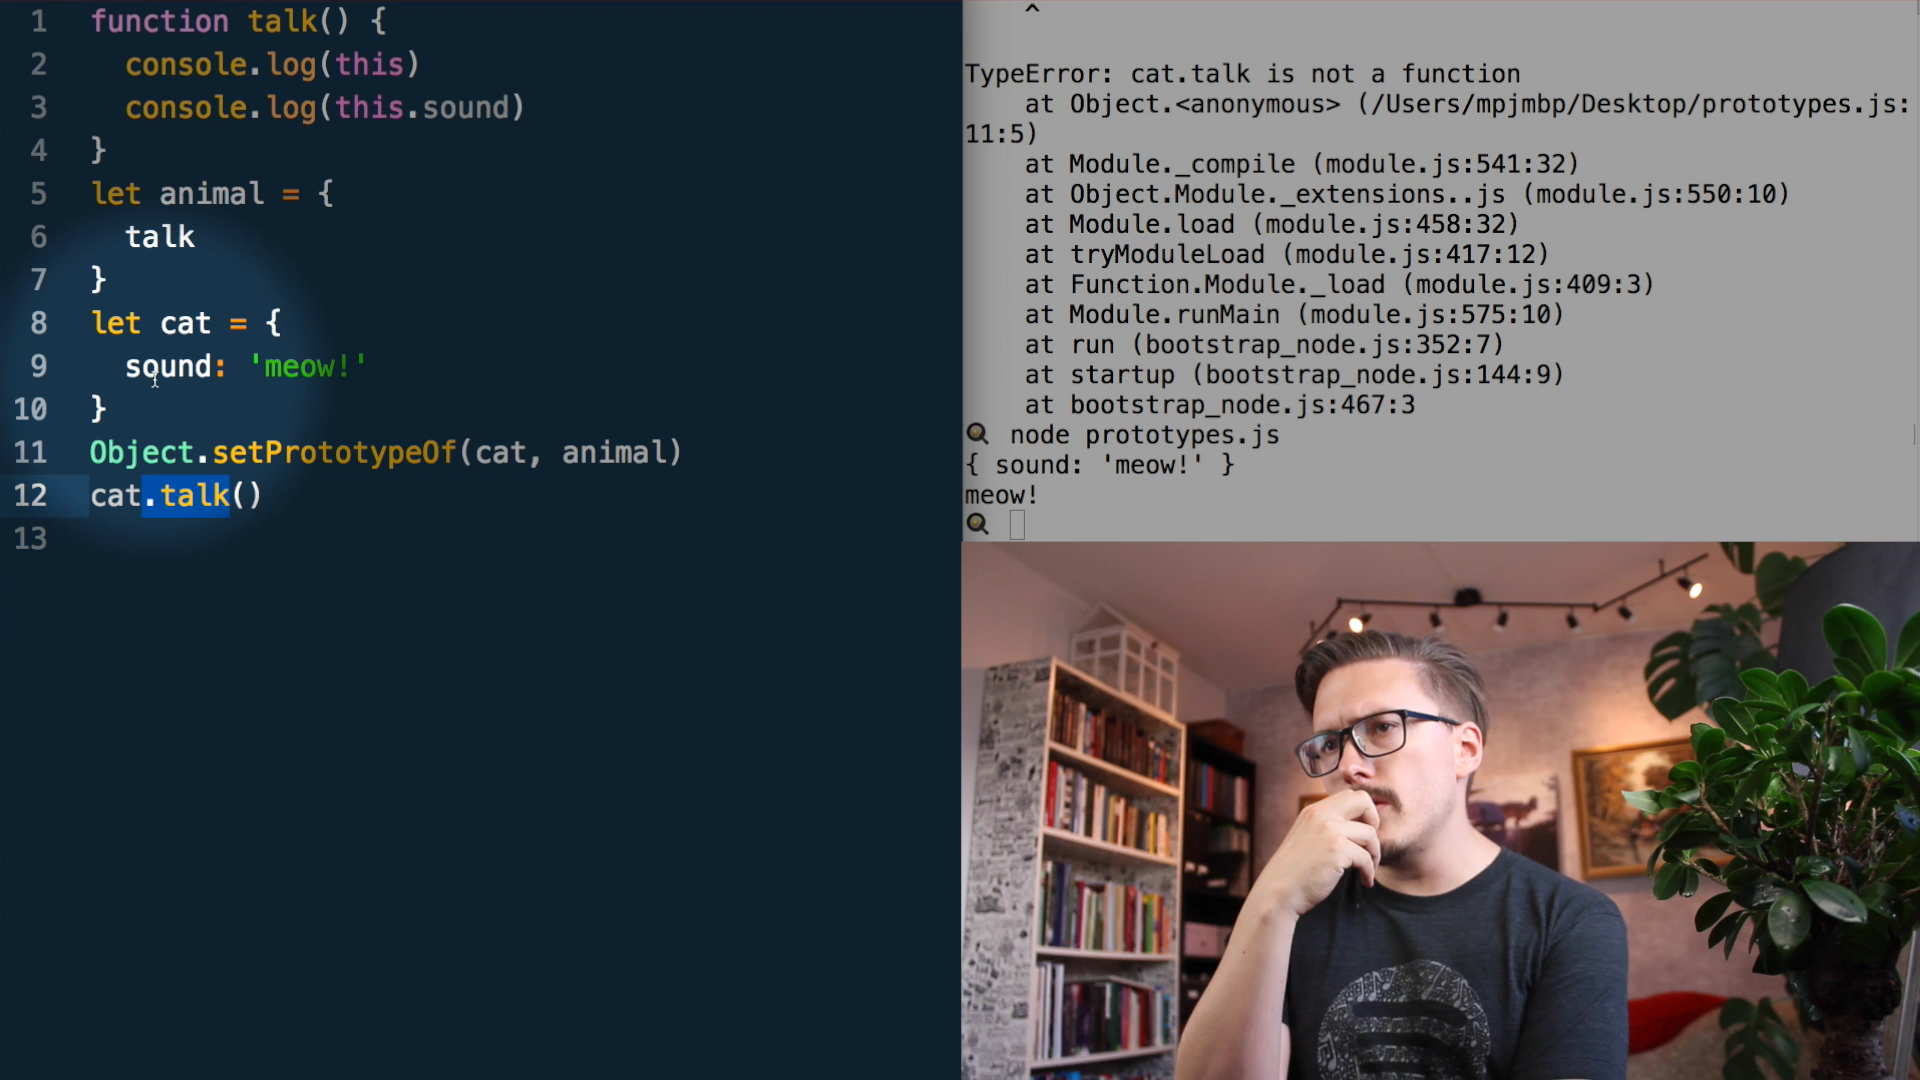 1 function talk() {
2 console.log(this)
3 console.log(this.sound)
4 }
5 let animal = {
6 talk
7 }
8 let cat = {
9 sound: 'meow!'
10 }
11 Object.setPrototypeOf(cat, animal)
12 cat.talk()
13
^
TypeError: cat.talk is not a function
at Object.<anonymous> (/Users/mpjmbp/Desktop/prototypes.js:
11:5)
at Module._compile (module.js:541:32)
at Object.Module._extensions..js (module.js:550:10)
at Module.load (module.js:458:32)
at tryModuleLoad (module.js:417:12)
at Function.Module._load (module.js:409:3)
at Module.runMain (module.js:575:10)
at run (bootstrap_node.js:352:7)
at startup (bootstrap_node.js:144:9)
at bootstrap_node.js:467:3
node prototypes.js
{ sound: 'meow!' }
meow!